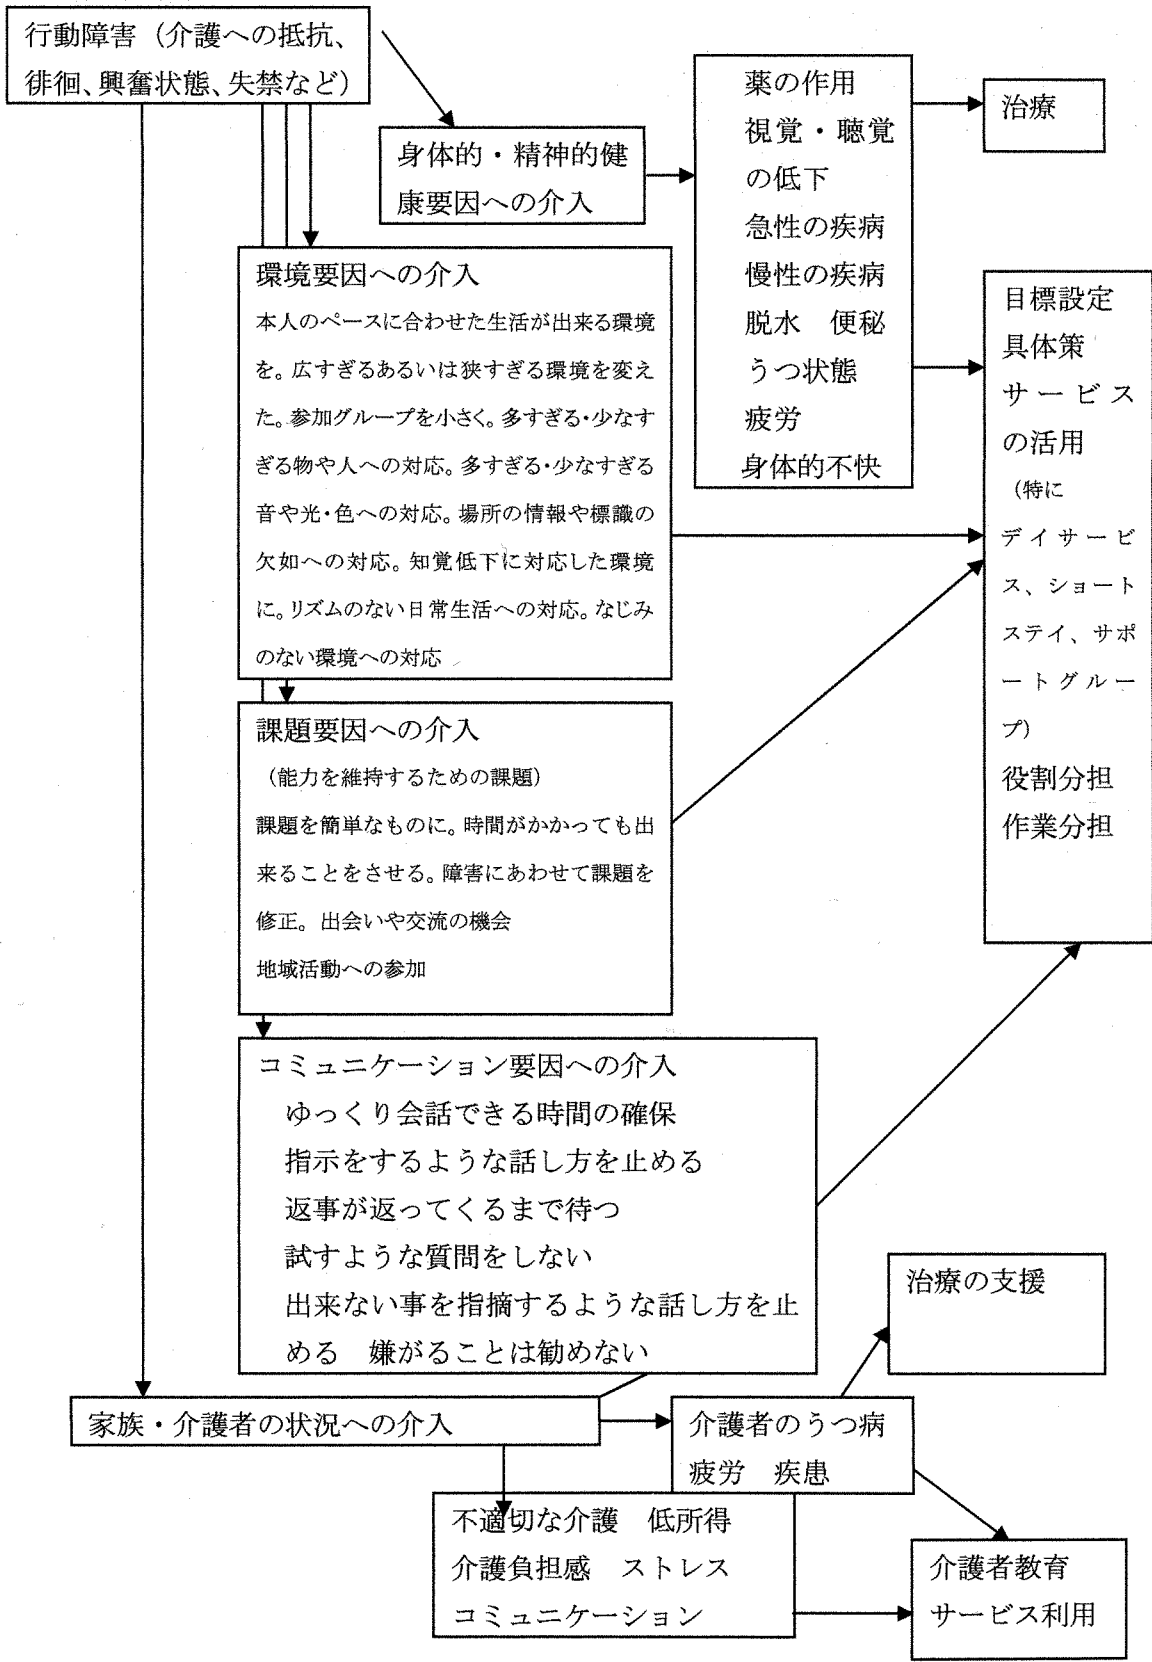 行動障害（介護への抵抗、
徘徊、興奮状態、失禁など）
身体的・精神的健
康要因への介入
薬の作用
視覚・聴覚
の低下
急性の疾病
慢性の疾病
脱水　便秘
うつ状態
疲労
身体的不快
治療
環境要因への介入
本人のペースに合わせた生活が出来る環境
を。広すぎるあるいは狭すぎる環境を変え
た。参加グループを小さく。多すぎる・少なす
ぎる物や人への対応。多すぎる・少なすぎる
音や光・色への対応。場所の情報や標識の
欠如への対応。知覚低下に対応した環境
に。リズムのない日常生活への対応。なじみ
のない環境への対応
目標設定
具体策
サービス
の活用
（特に
デイサービ
ス、ショート
ステイ、サポ
ートグルー
プ）
役割分担
作業分担
課題要因への介入
（能力を維持するための課題）
課題を簡単なものに。時間がかかっても出
来ることをさせる。障害にあわせて課題を
修正。出会いや交流の機会
地域活動への参加
コミュニケーション要因への介入
ゆっくり会話できる時間の確保
指示をするような話し方を止める
返事が返ってくるまで待つ
試すような質問をしない
出来ない事を指摘するような話し方を止
める　嫌がることは勧めない
治療の支援
家族・介護者の状況への介入
介護者のうつ病
疲労　疾患
不適切な介護　低所得
介護負担感　ストレス
コミュニケーション
介護者教育
サービス利用